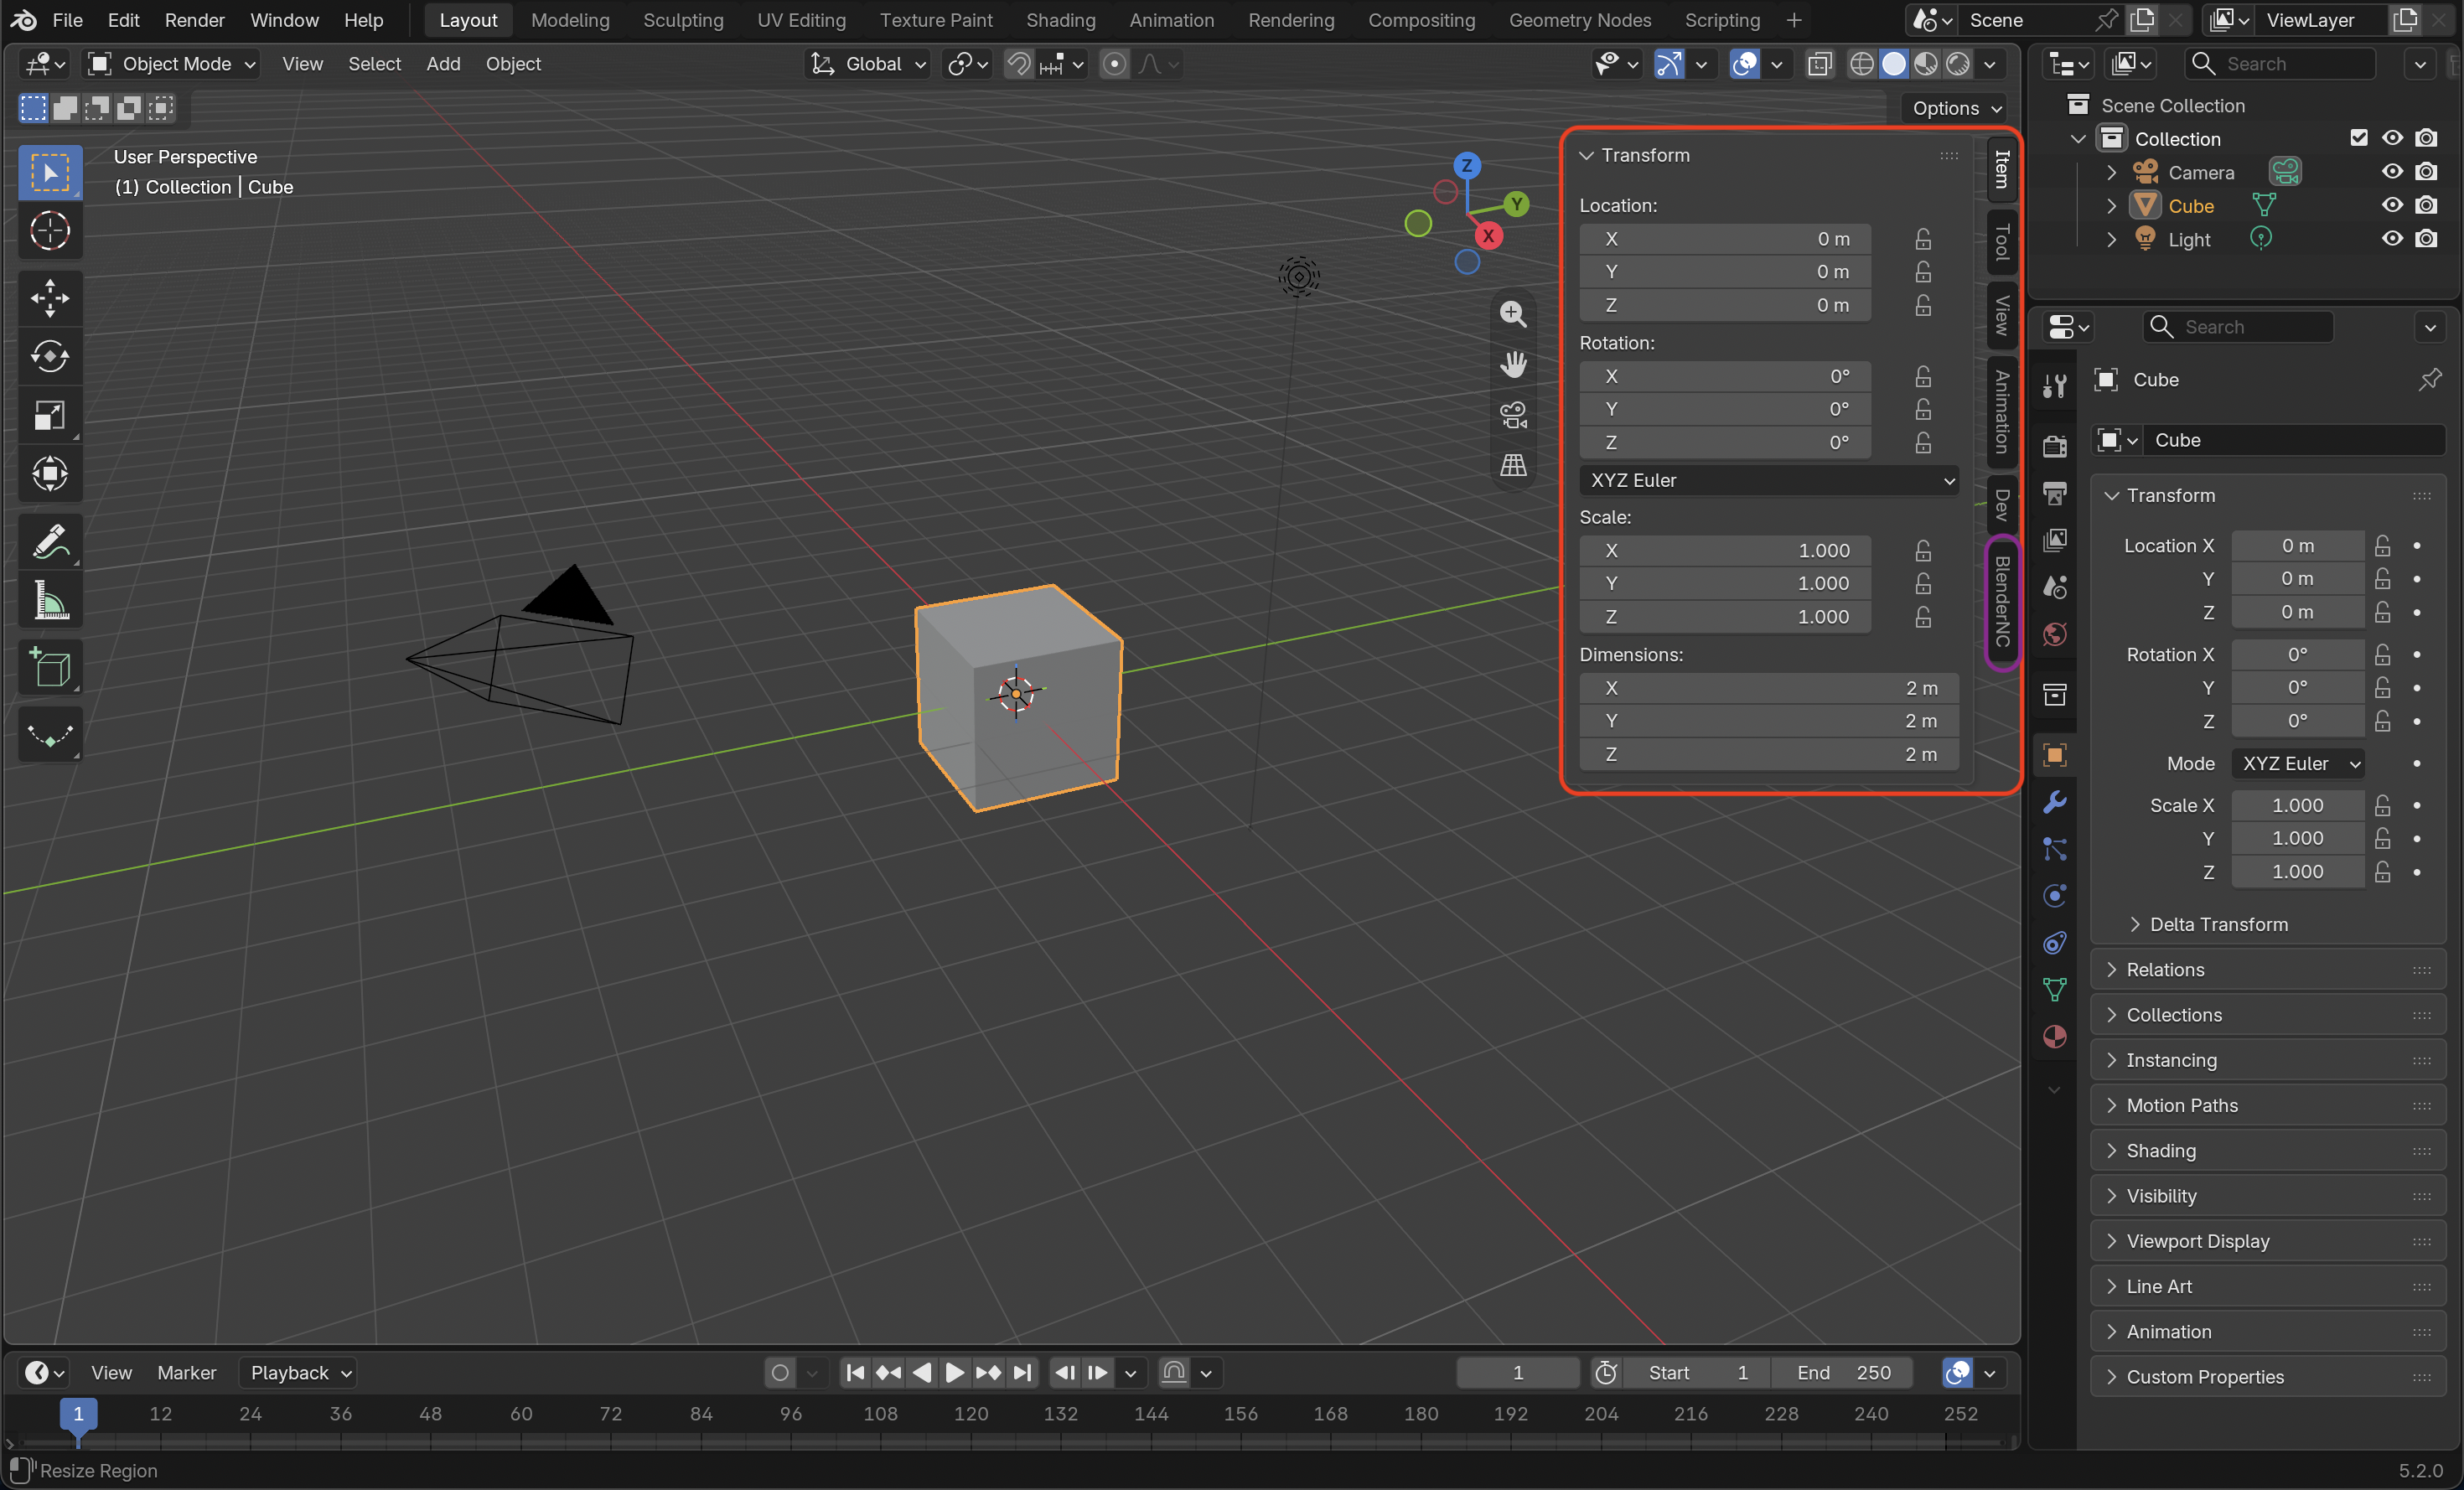 File Edit Render Window Help Layout Modeling Sculpting UV Editing Texture Paint Shading Animation Rendering Compositing Geometry Nodes Scripting + Scene ViewLayer
Object Mode View Select Add Object Global Search
Options
User Perspective
(1) Collection | Cube
Z
Y
X
Transform
Location:
X 0 m
Y 0 m
Z 0 m
Rotation:
X 0°
Y 0°
Z 0°
XYZ Euler
Scale:
X 1.000
Y 1.000
Z 1.000
Dimensions:
X 2 m
Y 2 m
Z 2 m
Item
Tool
View
Animation
Dev
BlenderNC
Scene Collection
Collection
Camera
Cube
Light
Search
Cube
Cube
Transform
Location X 0 m
Y 0 m
Z 0 m
Rotation X 0°
Y 0°
Z 0°
Mode XYZ Euler
Scale X 1.000
Y 1.000
Z 1.000
Delta Transform
Relations
Collections
Instancing
Motion Paths
Shading
Visibility
Viewport Display
Line Art
Animation
Custom Properties
View Marker Playback 1 Start 1 End 250
1 12 24 36 48 60 72 84 96 108 120 132 144 156 168 180 192 204 216 228 240 252
Resize Region 5.2.0